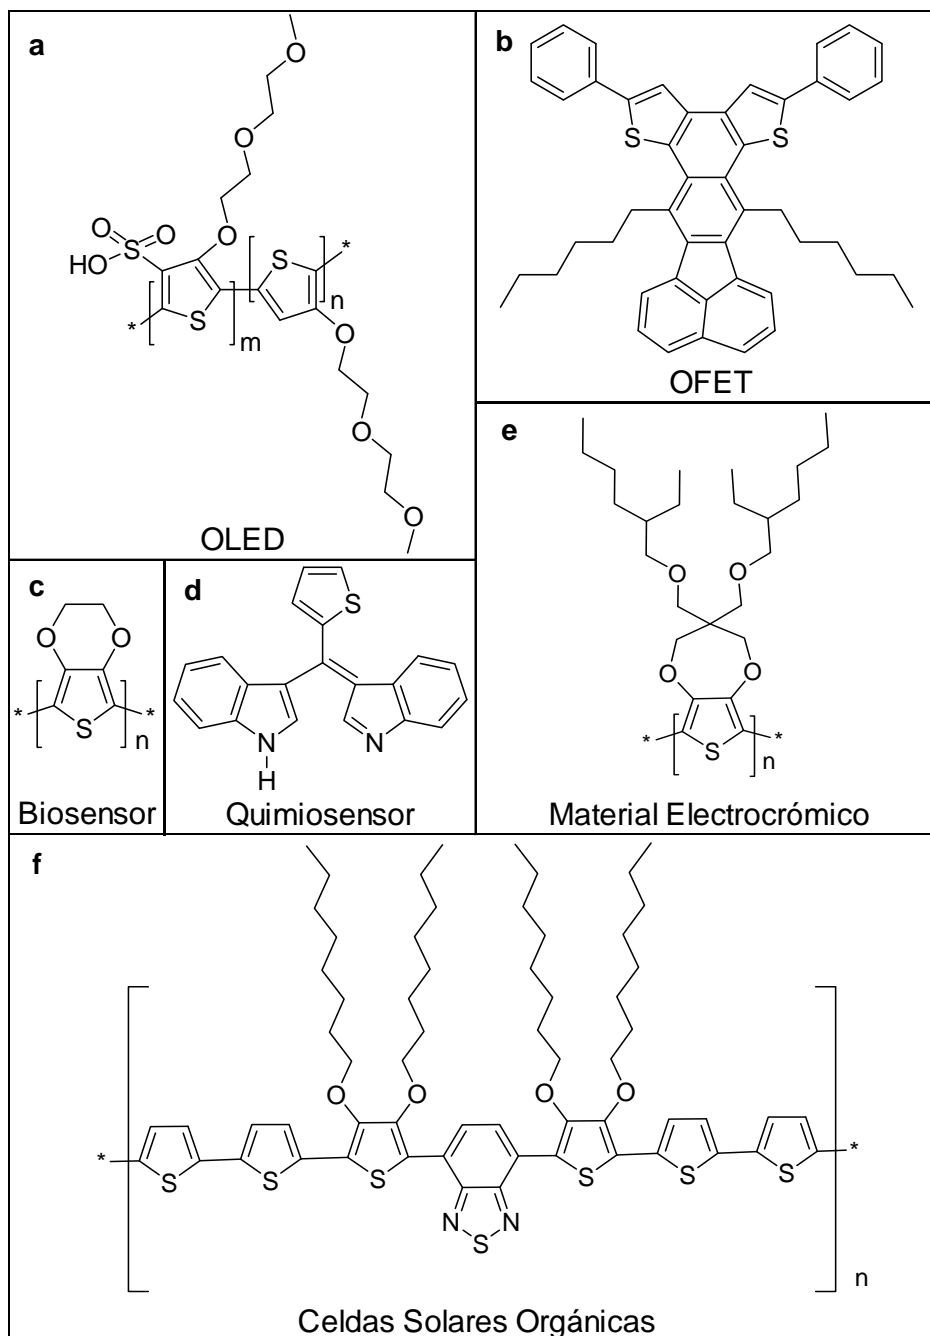 a
O
O
O
O
O
S
HO
S
S
*
*
m
n
O
O
O
OLED
b
S
S
OFET
c
O
O
S
*
*
n
Biosensor
d
S
N
H
N
Quimiosensor
e
O
O
O
O
S
*
*
n
Material Electrocrómico
f
O
O
O
O
*
S
S
S
S
S
S
*
N
N
S
n
Celdas Solares Orgánicas